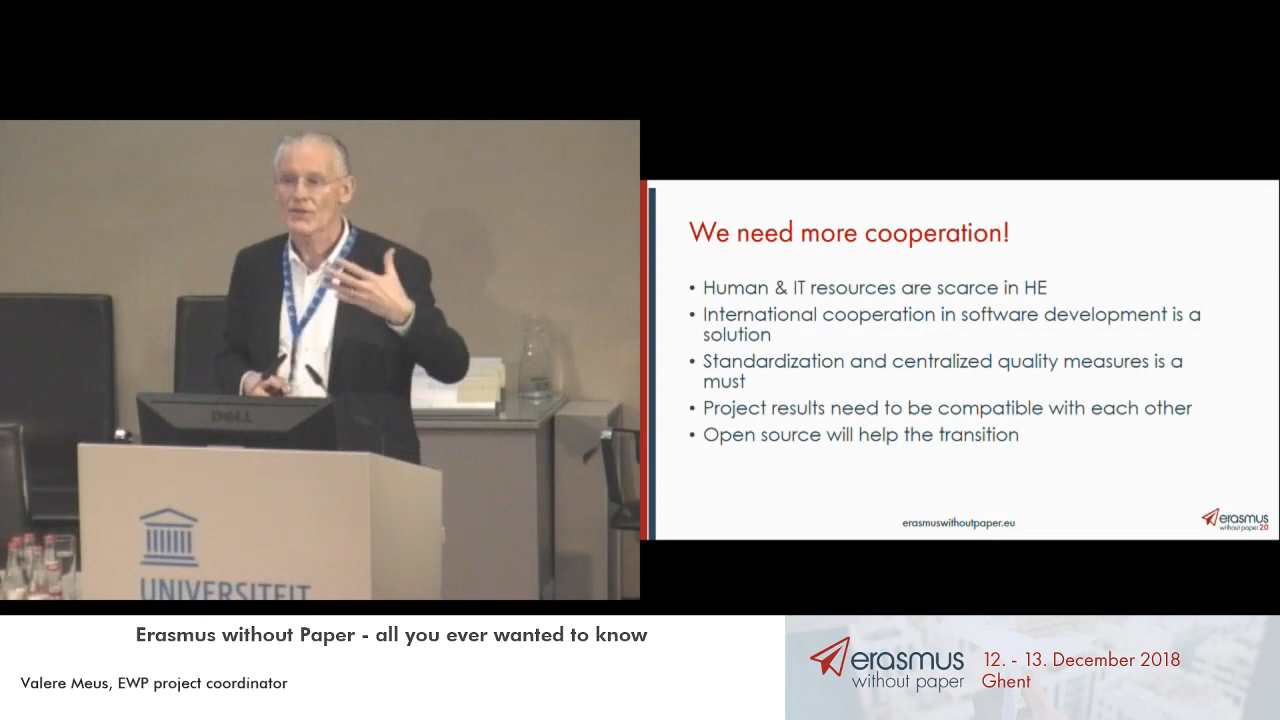 DELL
UNIVERSITEIT
We need more cooperation!
• Human & IT resources are scarce in HE
• International cooperation in software development is a
solution
• Standardization and centralized quality measures is a
must
• Project results need to be compatible with each other
• Open source will help the transition
erasmuswithoutpaper.eu
erasmus
without paper 2.0
Erasmus without Paper - all you ever wanted to know
Valere Meus, EWP project coordinator
erasmus
without paper
12. - 13. December 2018
Ghent